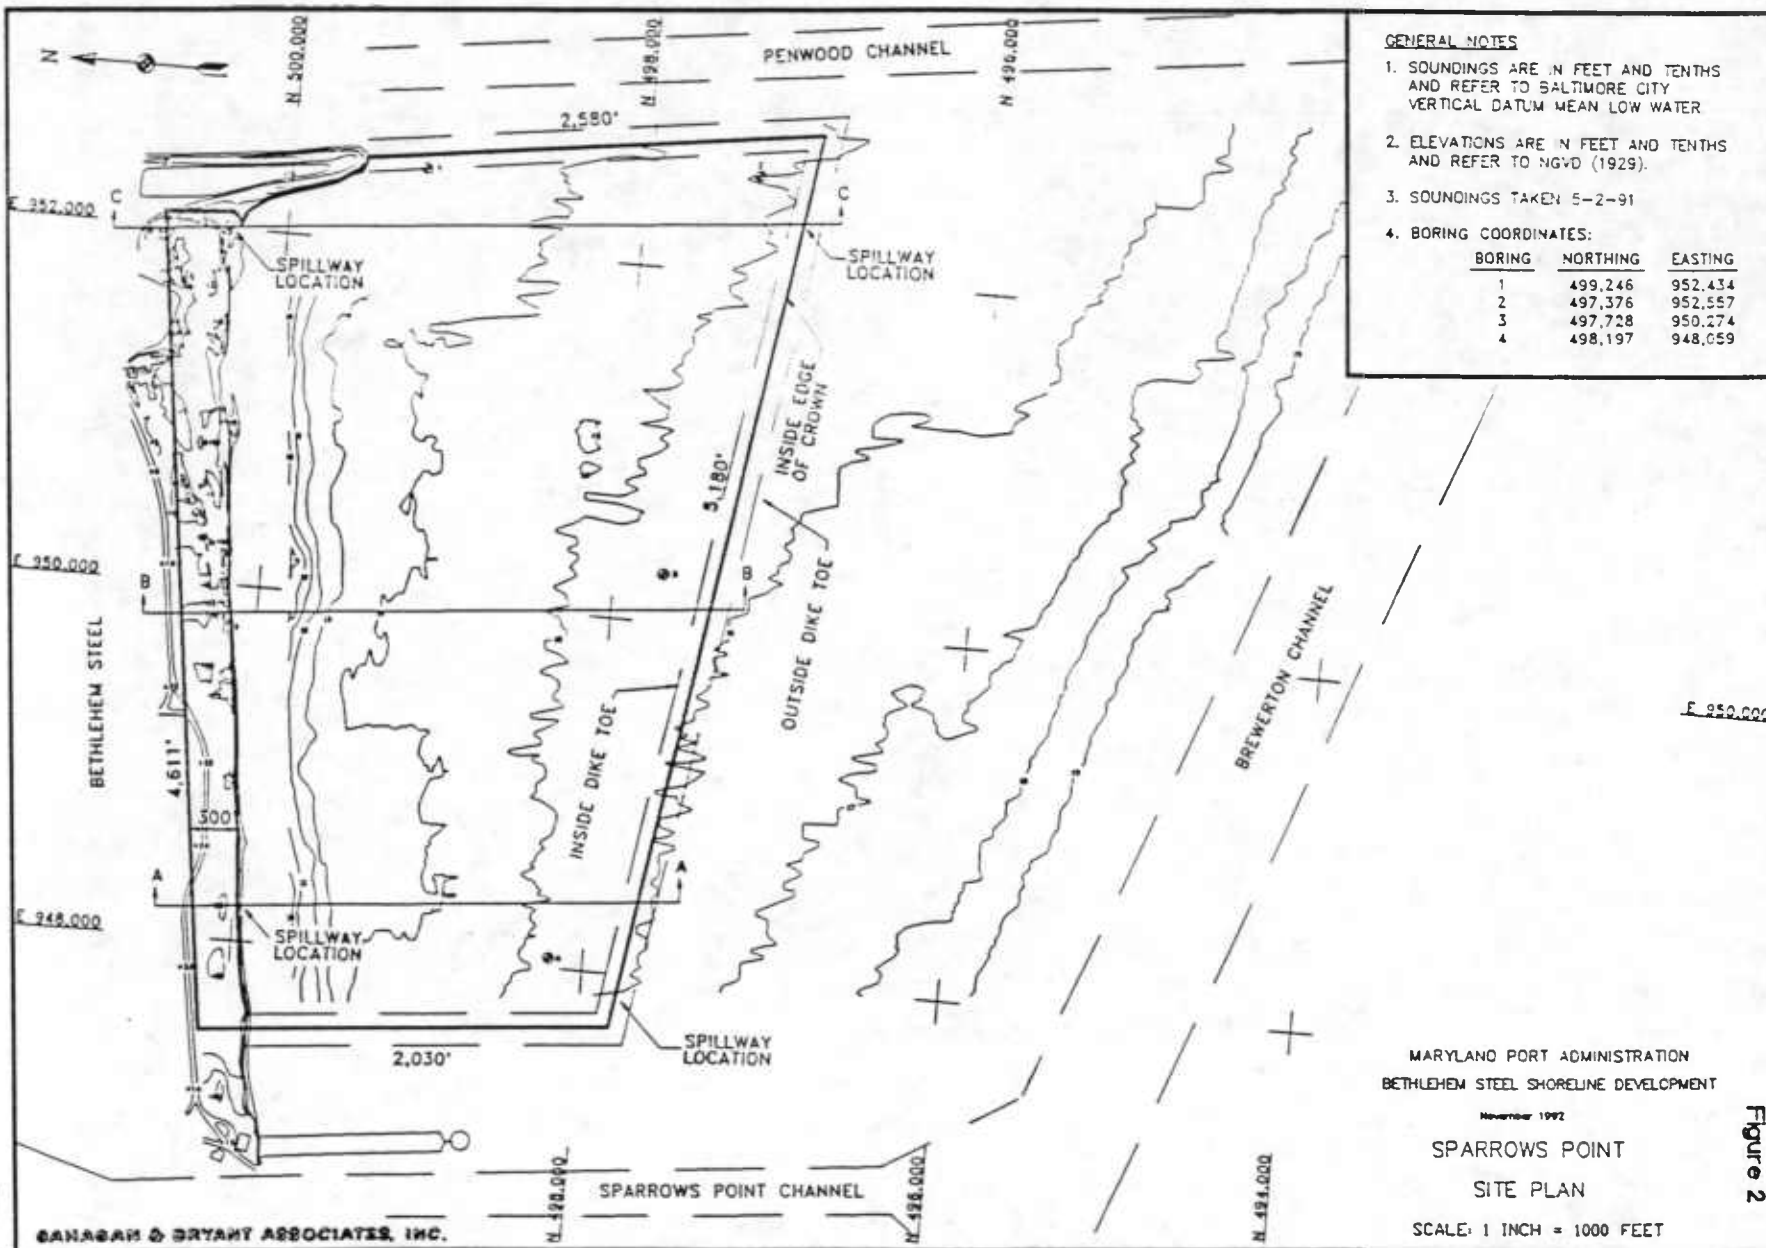 N
N 500,000
N 498,000
N 496,000
PENWOOD CHANNEL
2,580'
E 952,000
C
C
SPILLWAY
LOCATION
SPILLWAY
LOCATION
INSIDE EDGE
OF CROWN
5,180'
E 950,000
B
B
BETHLEHEM STEEL
4,611'
300'
INSIDE DIKE TOE
OUTSIDE DIKE TOE
BREWERTON CHANNEL
E 950,000
A
A
E 948,000
SPILLWAY
LOCATION
SPILLWAY
LOCATION
2,030'
SPARROWS POINT CHANNEL
N 498,000
N 496,000
N 494,000
GAHAGAN & BRYANT ASSOCIATES, INC.
GENERAL NOTES
1. SOUNDINGS ARE IN FEET AND TENTHS
AND REFER TO BALTIMORE CITY
VERTICAL DATUM MEAN LOW WATER
2. ELEVATIONS ARE IN FEET AND TENTHS
AND REFER TO NGVD (1929).
3. SOUNDINGS TAKEN 5-2-91
4. BORING COORDINATES:
BORING NORTHING EASTING
1 499,246 952,434
2 497,376 952,557
3 497,728 950,274
4 498,197 948,059
MARYLAND PORT ADMINISTRATION
BETHLEHEM STEEL SHORELINE DEVELOPMENT
November 1992
SPARROWS POINT
SITE PLAN
SCALE: 1 INCH = 1000 FEET
Figure 2